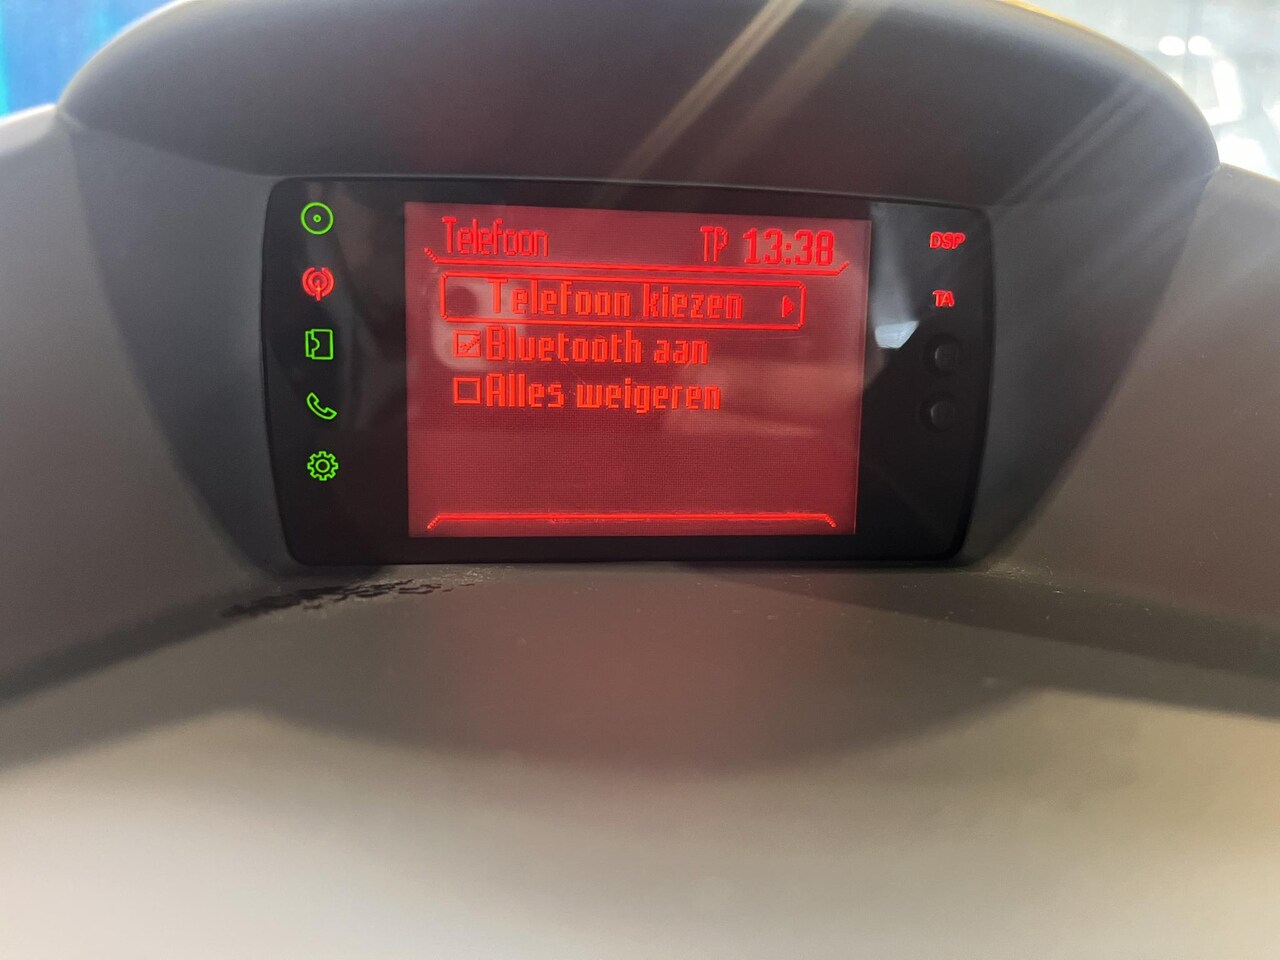 Telefoon TP 13:38
DSP
TA
Telefoon kiezen
Bluetooth aan
Alles weigeren